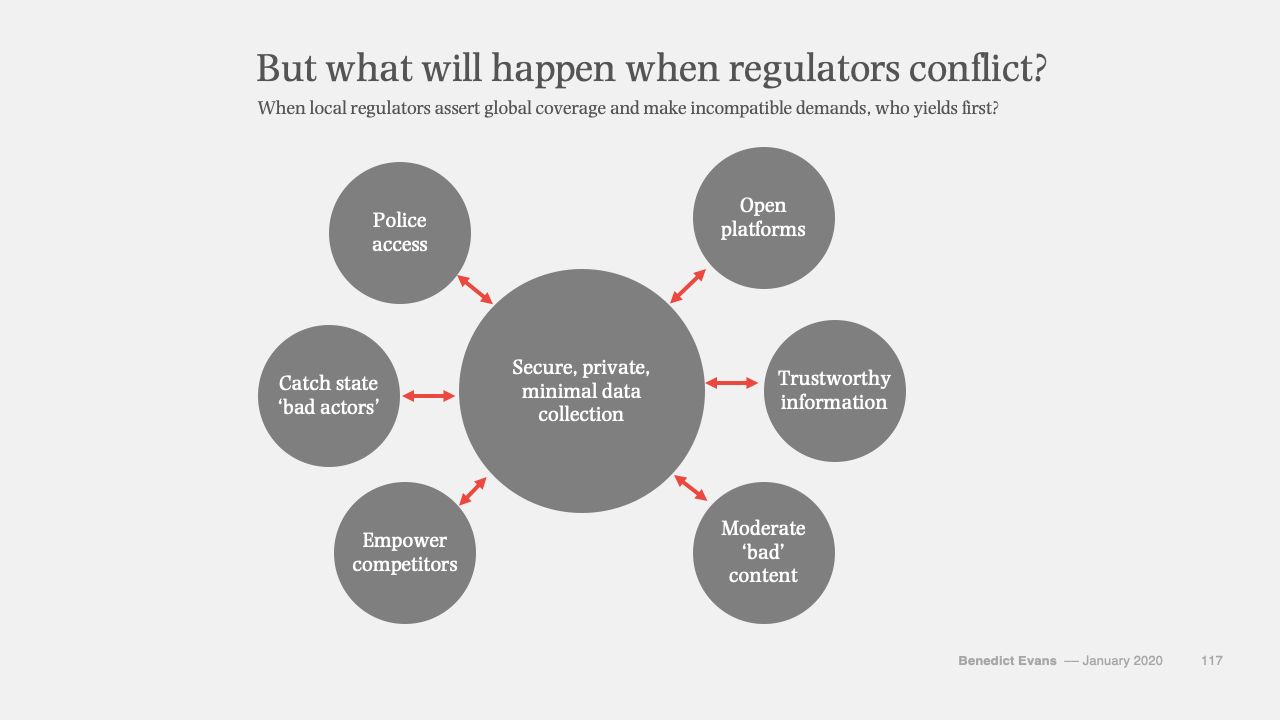 But what will happen when regulators conflict?
When local regulators assert global coverage and make incompatible demands, who yields first?
Police
access
Open
platforms
Secure, private,
minimal data
collection
Catch state
‘bad actors’
Trustworthy
information
Empower
competitors
Moderate
‘bad’
content
Benedict Evans — January 2020 117